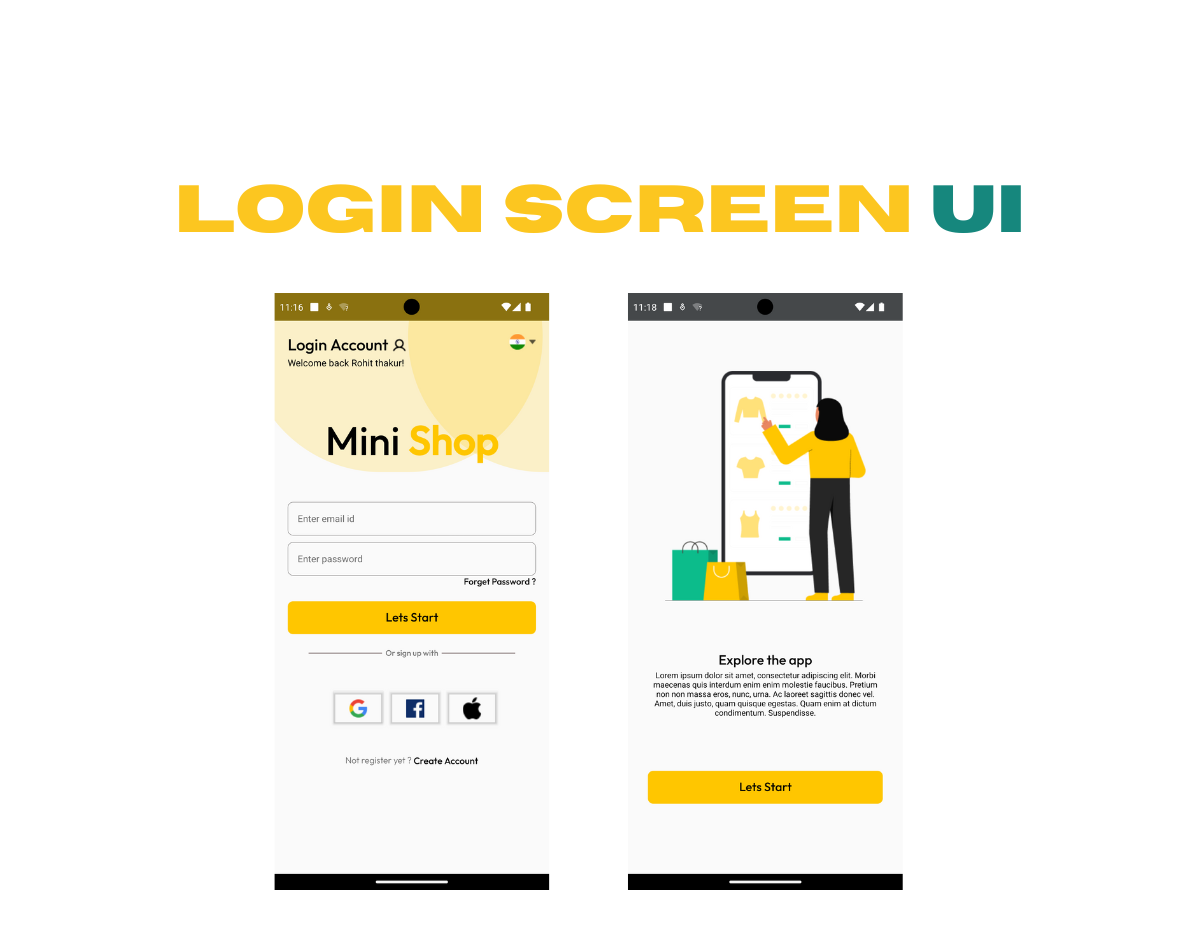 LOGIN SCREEN UI
11:16
Login Account
Welcome back Rohit thakur!
Mini Shop
Enter email id
Enter password
Forget Password ?
Lets Start
Or sign up with
Not register yet ? Create Account
11:18
Explore the app
Lorem ipsum dolor sit amet, consectetur adipiscing elit. Morbi
maecenas quis interdum enim enim molestie faucibus. Pretium
non non massa eros, nunc, urna. Ac laoreet sagittis donec vel.
Amet, duis justo, quam quisque egestas. Quam enim at dictum
condimentum. Suspendisse.
Lets Start